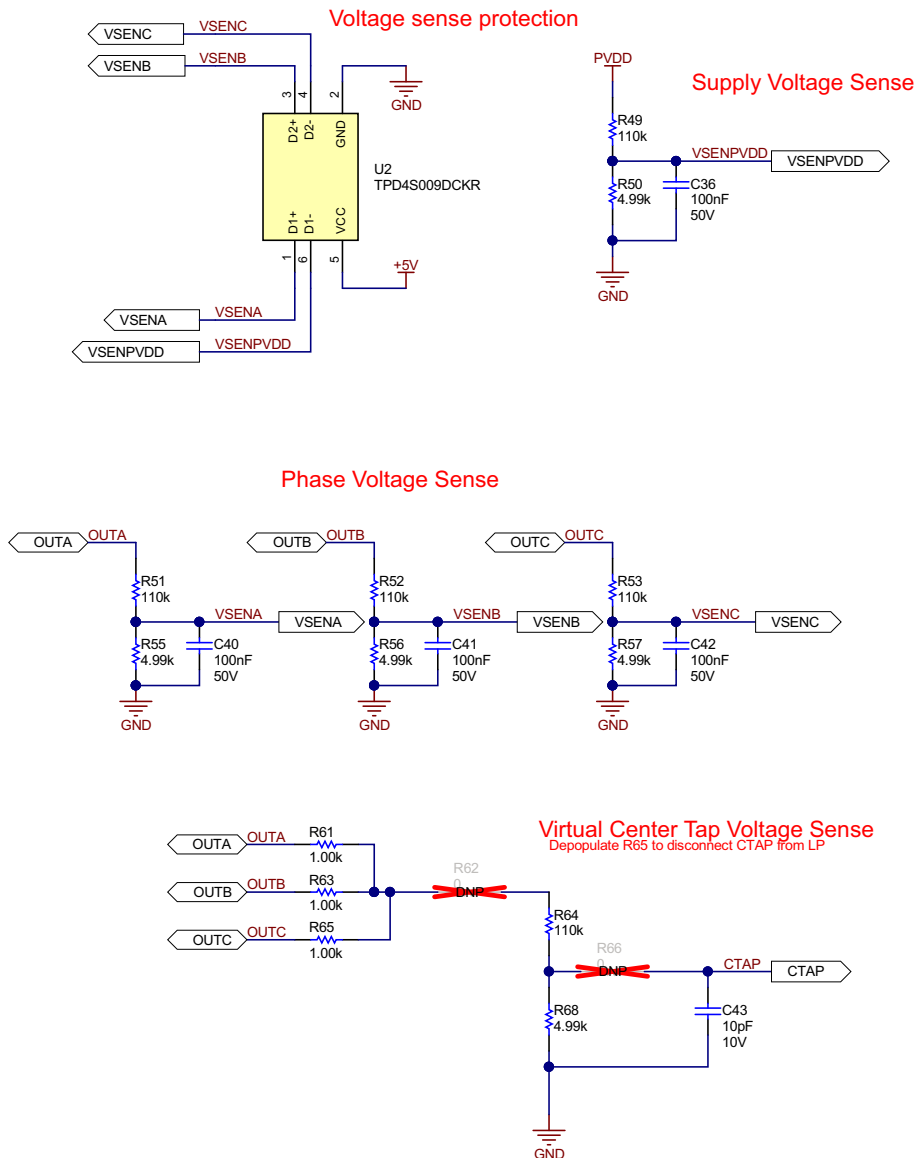 Voltage sense protection
VSENC
VSENC
VSENB
VSENB
3
4
2
GND
D2+
D2-
GND
U2
TPD4S009DCKR
D1+
D1-
VCC
1
6
5
+5V
VSENA
VSENA
VSENPVDD
VSENPVDD
PVDD
Supply Voltage Sense
R49
110k
VSENPVDD
VSENPVDD
R50
4.99k
C36
100nF
50V
GND
Phase Voltage Sense
OUTA
OUTA
R51
110k
VSENA
VSENA
R55
4.99k
C40
100nF
50V
GND
OUTB
OUTB
R52
110k
VSENB
VSENB
R56
4.99k
C41
100nF
50V
GND
OUTC
OUTC
R53
110k
VSENC
VSENC
R57
4.99k
C42
100nF
50V
GND
Virtual Center Tap Voltage Sense
Depopulate R65 to disconnect CTAP from LP
OUTA
OUTA
R61
1.00k
OUTB
OUTB
R63
1.00k
OUTC
OUTC
R65
1.00k
R62
0
DNP
R64
110k
R66
0
DNP
CTAP
CTAP
R68
4.99k
C43
10pF
10V
GND